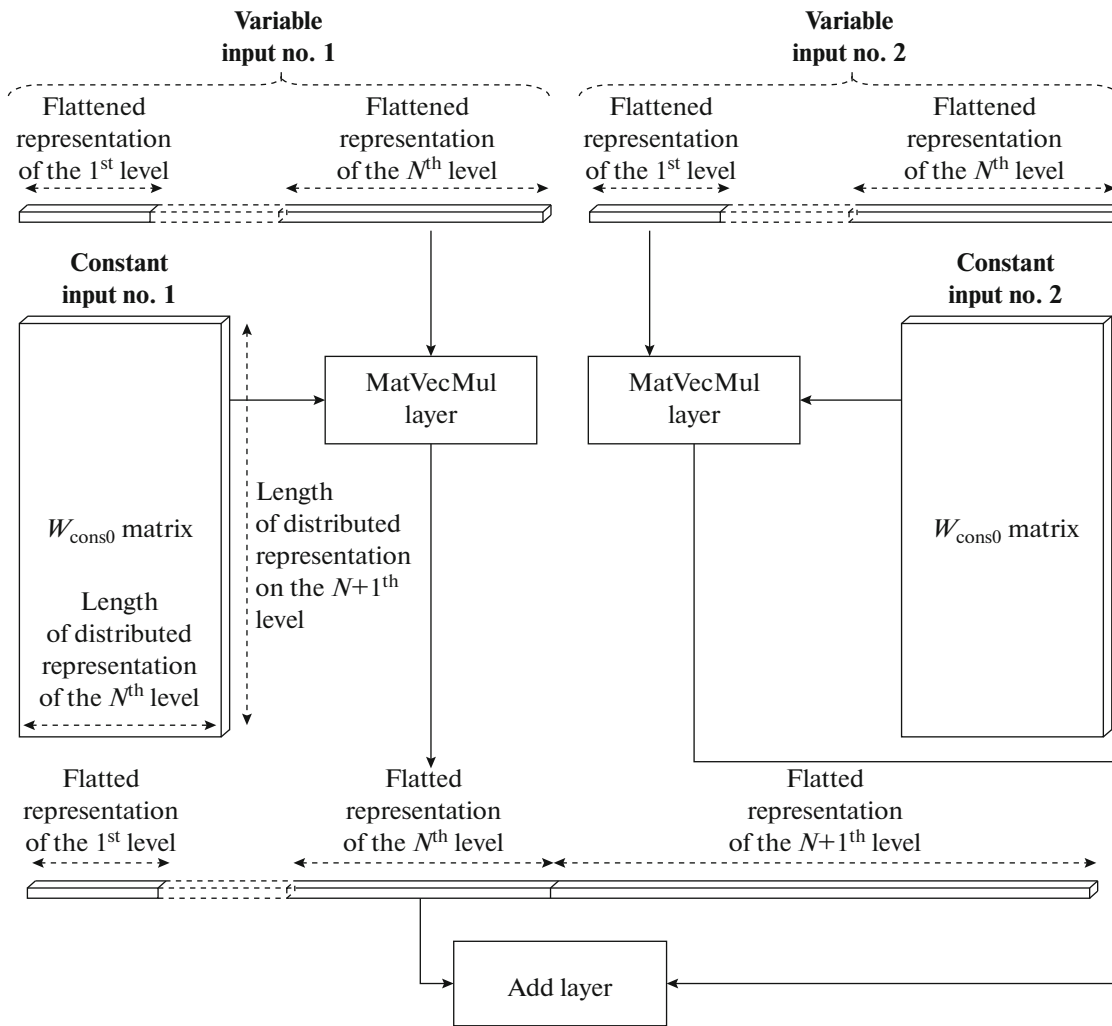 Variable
input no. 1
Variable
input no. 2
Flattened
representation
of the 1st level
Flattened
representation
of the Nth level
Flattened
representation
of the 1st level
Flattened
representation
of the Nth level
Constant
input no. 1
Constant
input no. 2
MatVecMul
layer
MatVecMul
layer
Wcons0 matrix
Length
of distributed
representation
on the N+1th
level
Wcons0 matrix
Length
of distributed
representation
of the Nth level
Flatted
representation
of the 1st level
Flatted
representation
of the Nth level
Flatted
representation
of the N+1th level
Add layer